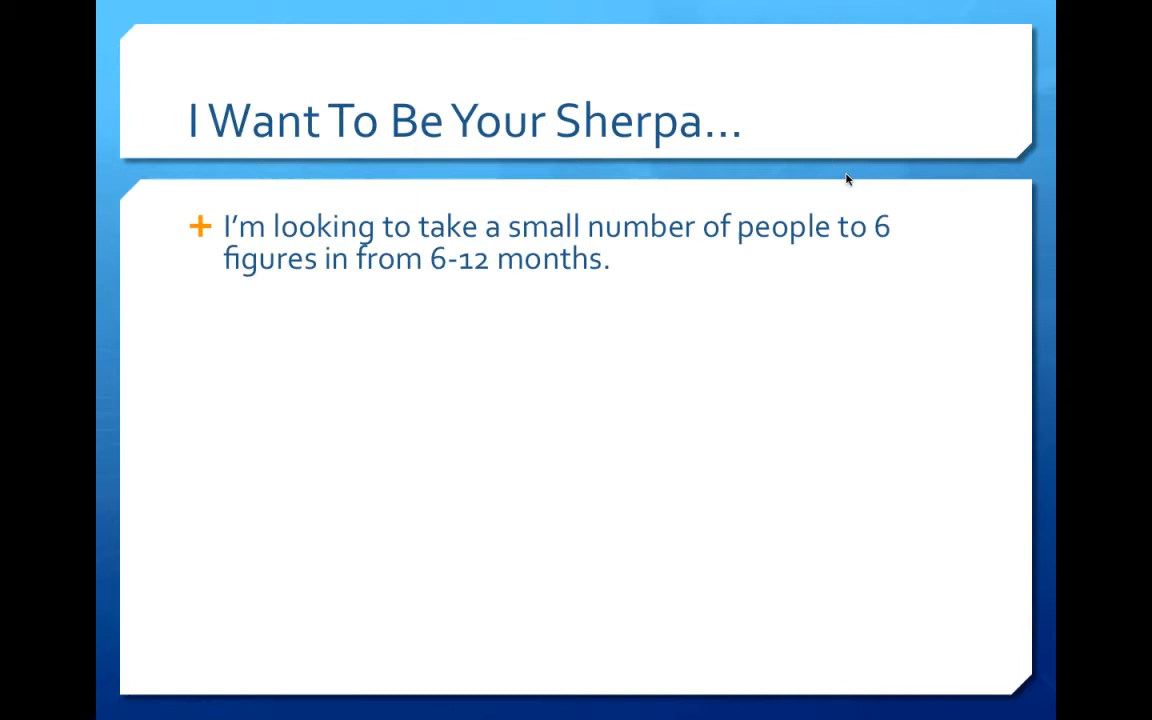 I Want To Be Your Sherpa...
I'm looking to take a small number of people to 6
figures in from 6-12 months.